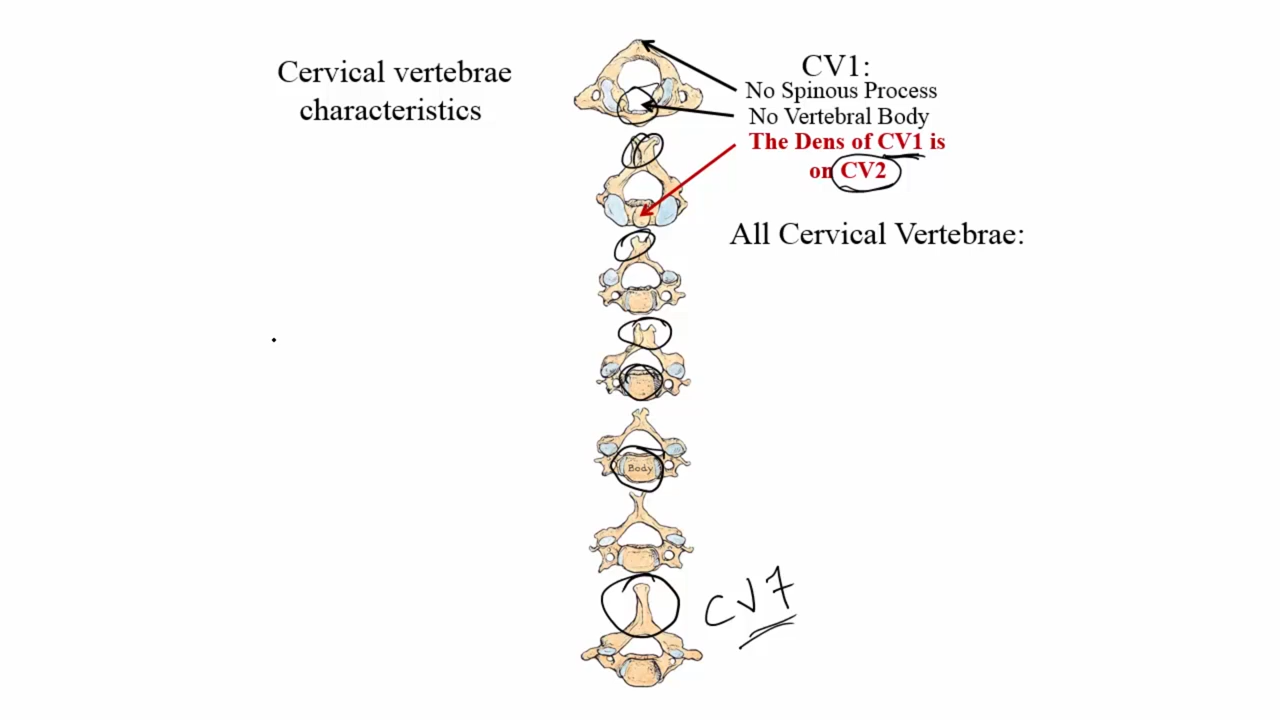 Cervical vertebrae
characteristics
CV1:
No Spinous Process
No Vertebral Body
The Dens of CV1 is
on CV2
All Cervical Vertebrae:
Body
CV7